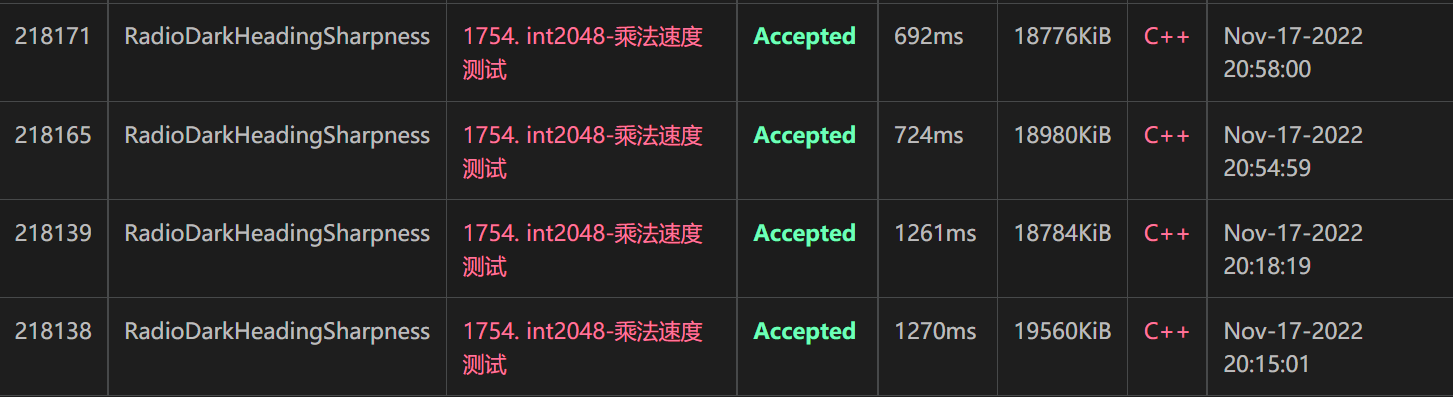 218171 RadioDarkHeadingSharpness 1754. int2048-乘法速度 Accepted 692ms 18776KiB C++ Nov-17-2022
测试 20:58:00
218165 RadioDarkHeadingSharpness 1754. int2048-乘法速度 Accepted 724ms 18980KiB C++ Nov-17-2022
测试 20:54:59
218139 RadioDarkHeadingSharpness 1754. int2048-乘法速度 Accepted 1261ms 18784KiB C++ Nov-17-2022
测试 20:18:19
218138 RadioDarkHeadingSharpness 1754. int2048-乘法速度 Accepted 1270ms 19560KiB C++ Nov-17-2022
测试 20:15:01